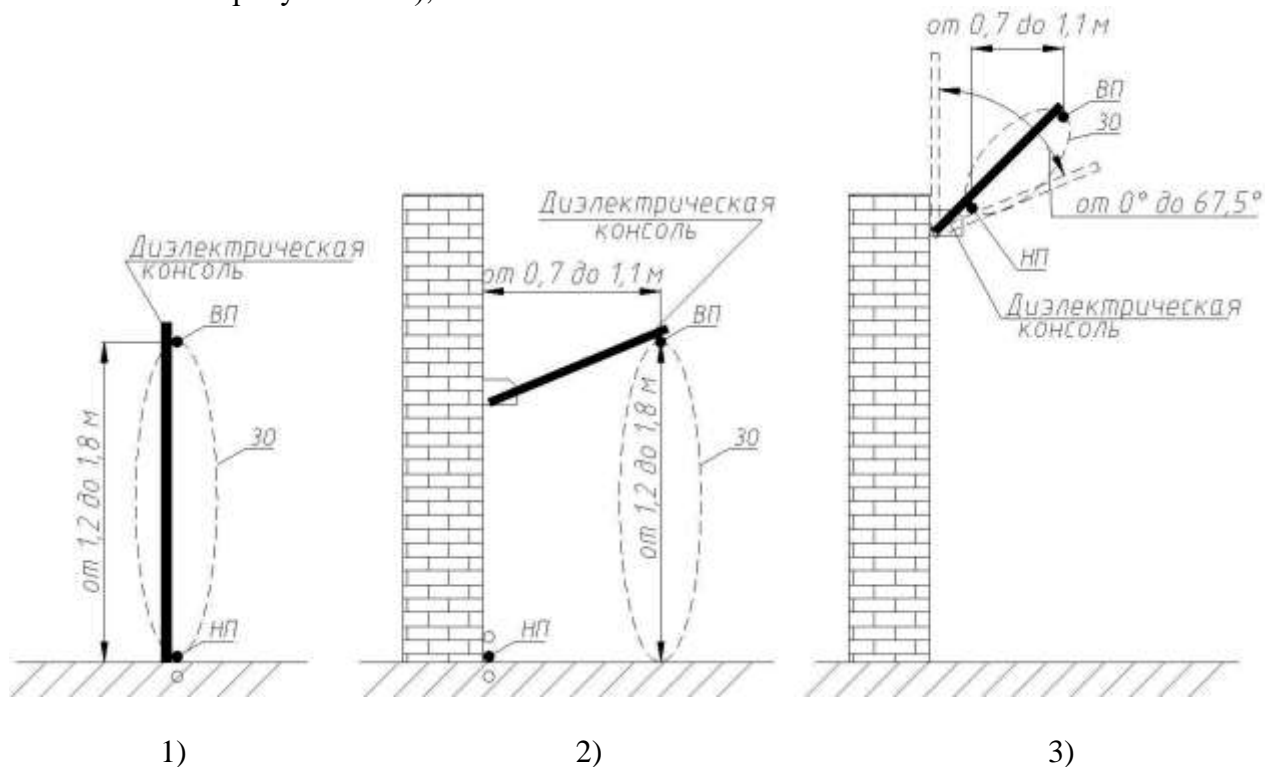 от 1,2 до 1,8 м
Диэлектрическая
консоль
ВП
ЗО
НП
1)
Диэлектрическая
консоль
от 0,7 до 1,1 м
ВП
от 1,2 до 1,8 м
ЗО
НП
2)
от 0,7 до 1,1 м
ВП
ЗО
от 0° до 67,5°
НП
Диэлектрическая
консоль
3)